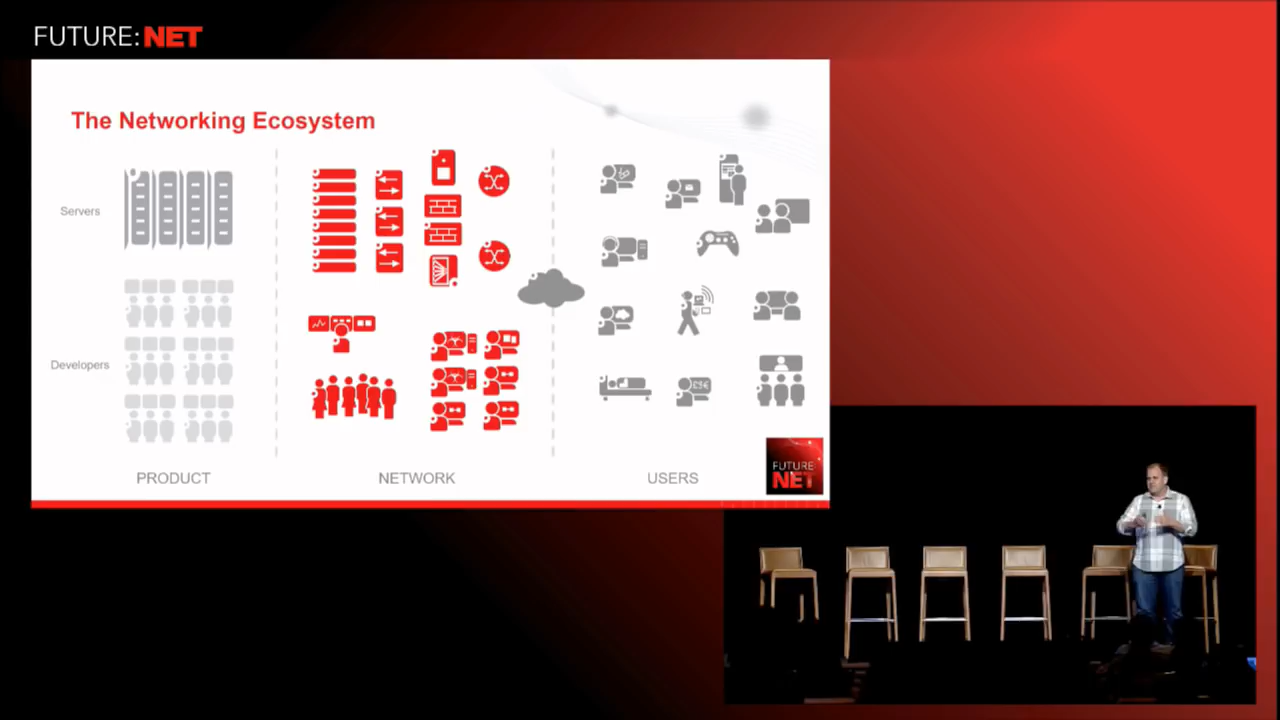 FUTURE:NET
The Networking Ecosystem
Servers
Developers
PRODUCT
NETWORK
USERS
FUTURE
NET